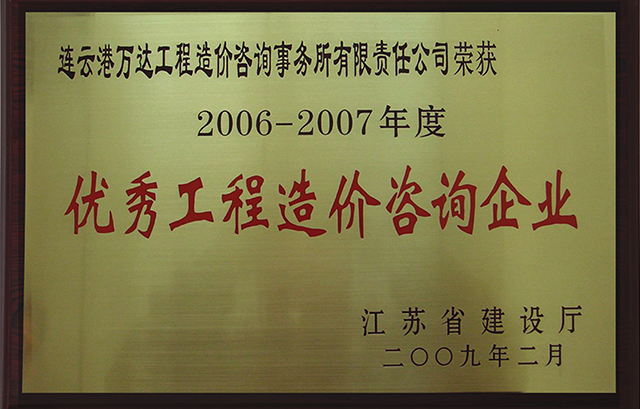 连云港万达工程造价咨询事务所有限责任公司荣获
2006-2007年度
优秀工程造价咨询企业
江苏省建设厅
二〇〇九年二月